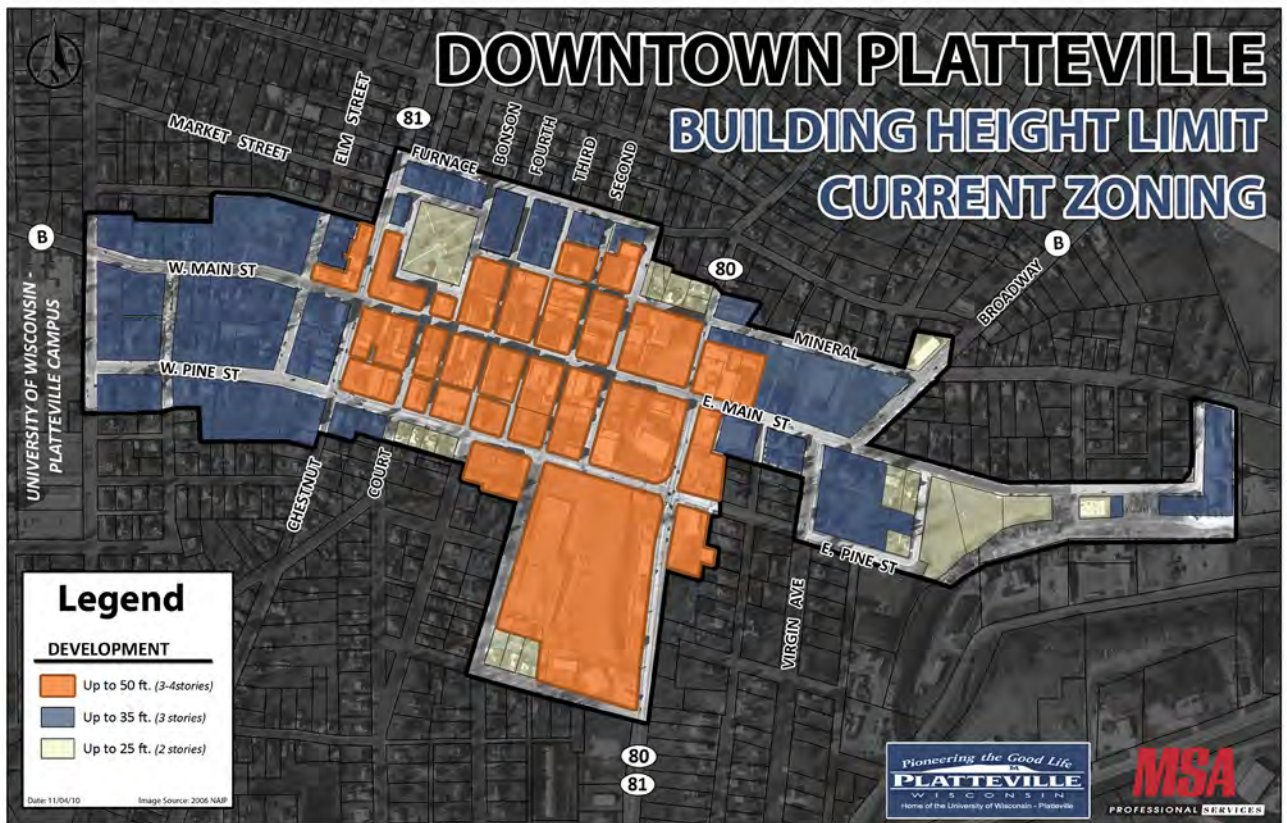 DOWNTOWN PLATTEVILLE
BUILDING HEIGHT LIMIT
CURRENT ZONING
MARKET STREET
ELM STREET
81
FURNACE
BONSON
FOURTH
THIRD
SECOND
B
W. MAIN ST
80
B
BROADWAY
MINERAL
UNIVERSITY OF WISCONSIN -
PLATTEVILLE CAMPUS
W. PINE ST
E. MAIN ST
CHESTNUT
COURT
E. PINE ST
VIRGIN AVE
80
81
Legend
DEVELOPMENT
Up to 50 ft. (3-4stories)
Up to 35 ft. (3 stories)
Up to 25 ft. (2 stories)
Date: 11/04/10
Image Source: 2006 NAIP
Pioneering the Good Life
PLATTEVILLE
WISCONSIN
Home of the University of Wisconsin - Platteville
MSA
PROFESSIONAL SERVICES